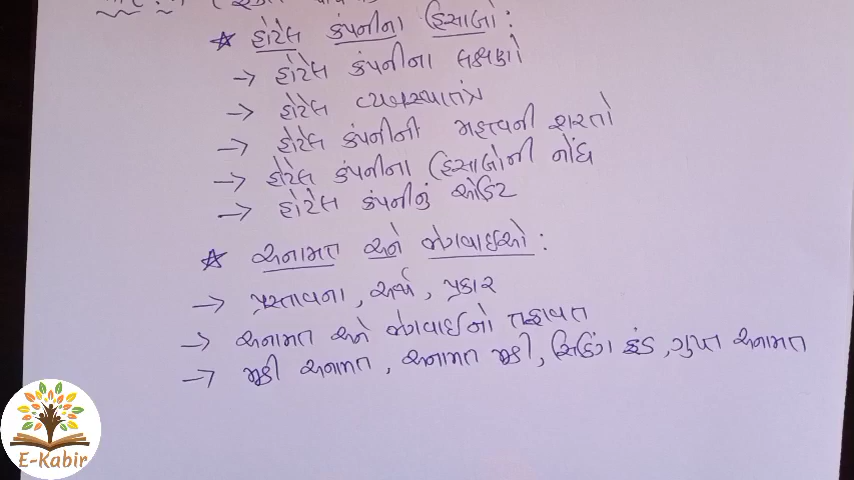 ★ હોટેલ કંપનીના હિસાબો :
→ હોટેલ કંપનીના લક્ષણો
→ હોટેલ વ્યવસ્થાતંત્ર
→ હોટેલ કંપનીની મહત્વની શરતો
→ હોટેલ કંપનીના હિસાબોની નોંધ
→ હોટેલ કંપનીનું ઓડિટ
★ અનામત અને જોગવાઈઓ :
→ પ્રસ્તાવના, અર્થ, પ્રકાર
→ અનામત અને જોગવાઈનો તફાવત
→ મૂડી અનામત, અનામત મૂડી, સિંકિંગ ફંડ, ગુપ્ત અનામત
E-Kabir